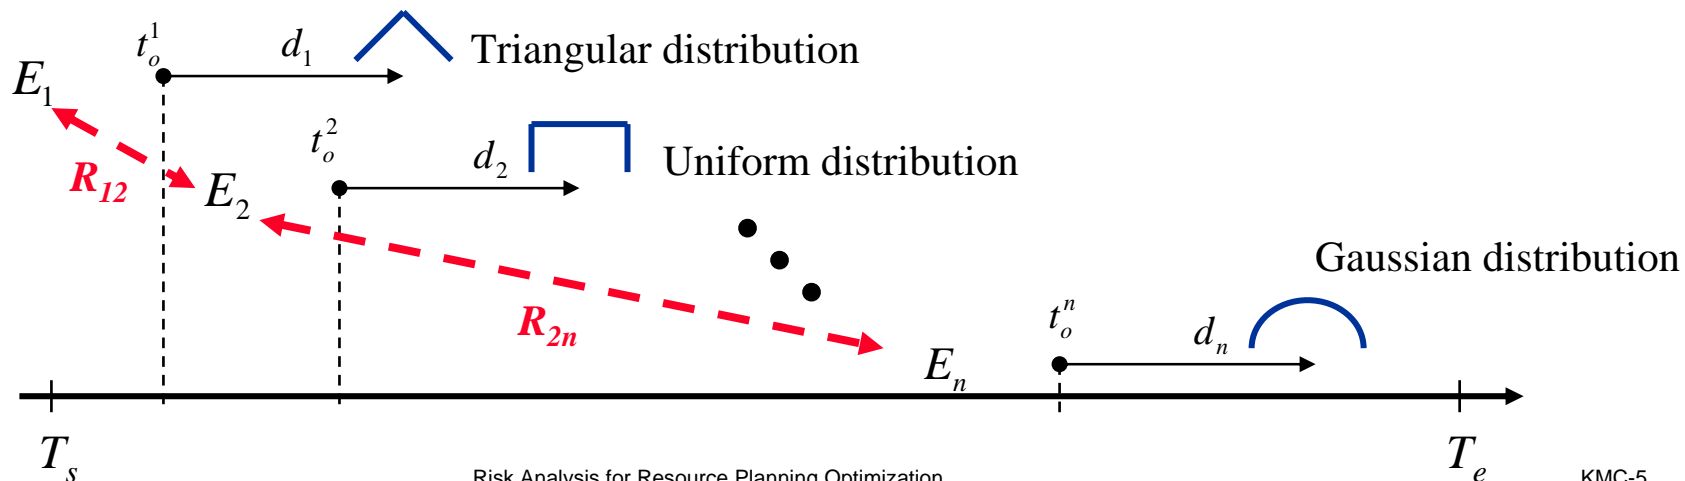 t_o^1 d_1 Triangular distribution
E_1
t_o^2 d_2 Uniform distribution
R_12
E_2
Gaussian distribution
R_2n
t_o^n d_n
E_n
T_s T_e
Risk Analysis for Resource Planning Optimization KMC-5